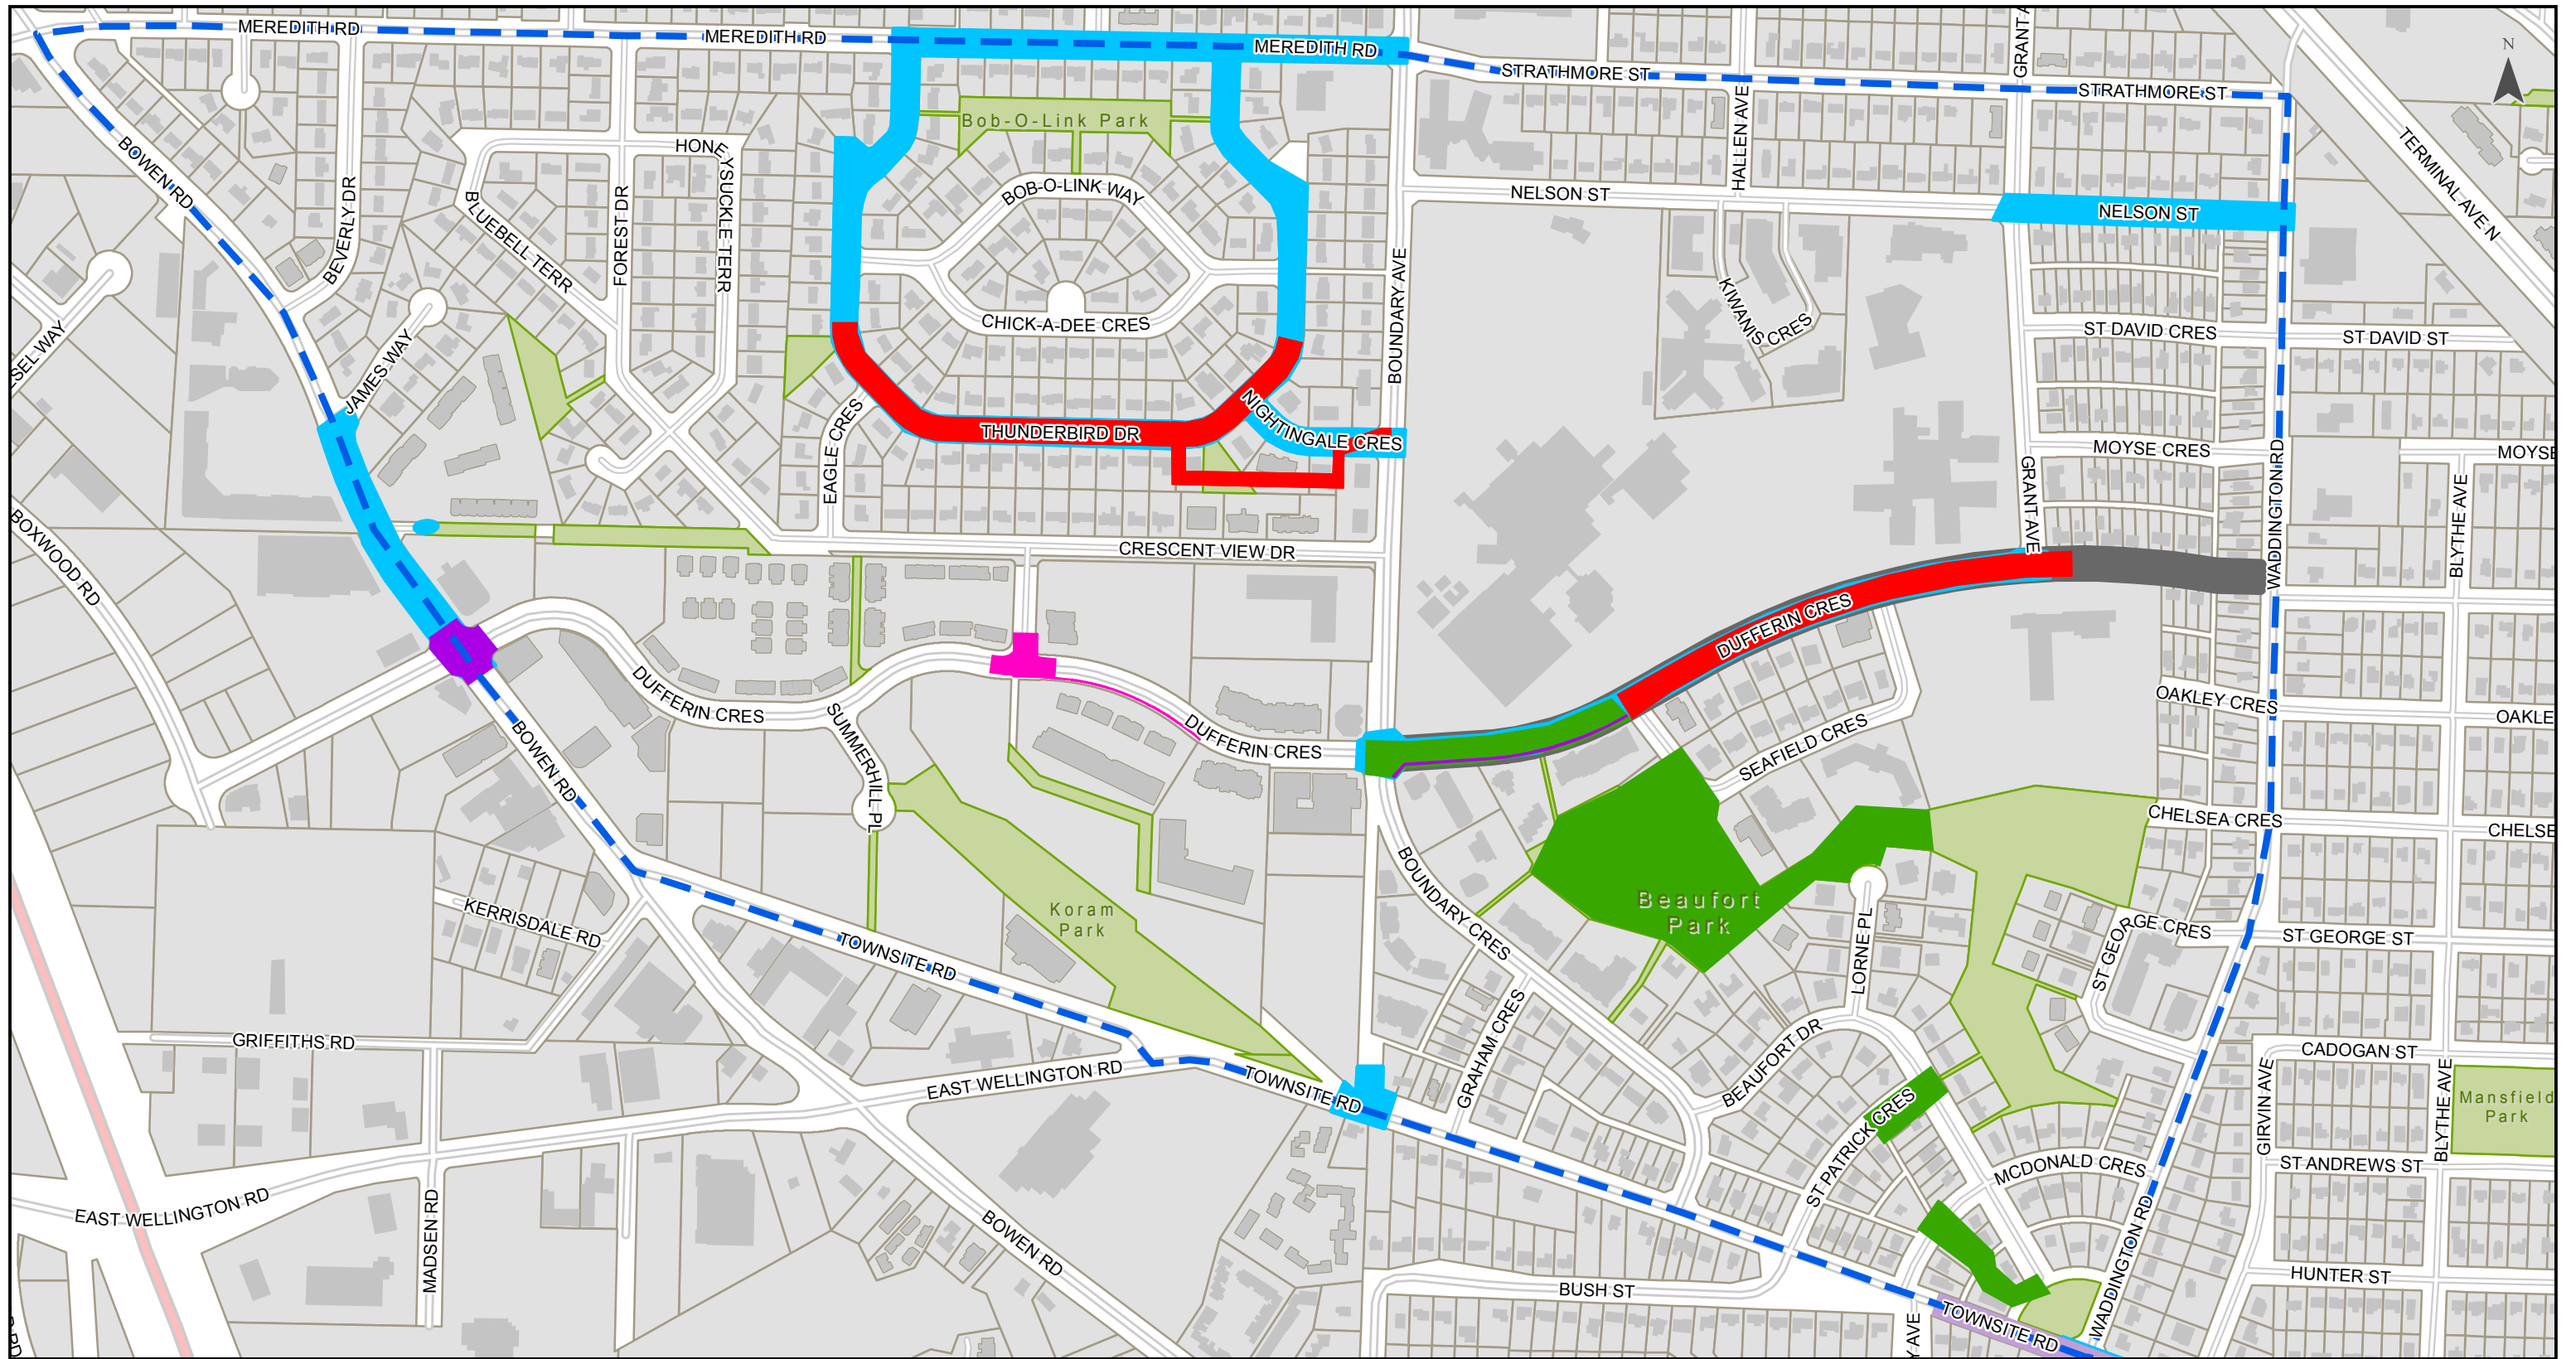 MEREDITH RD
MEREDITH RD
MEREDITH RD
STRATHMORE ST
STRATHMORE ST
N
BOWEN RD
BEVERLY DR
HONEYSUCKLE TERR
BLUEBELL TERR
FOREST DR
Bob-O-Link Park
BOB-O-LINK WAY
CHICK-A-DEE CRES
BOUNDARY AVE
NELSON ST
NELSON ST
HALLEN AVE
TERMINAL AVE N
KIWANIS CRES
ST DAVID CRES
ST DAVID ST
JAMES WAY
SEL WAY
EAGLE CRES
THUNDERBIRD DR
NIGHTINGALE CRES
MOYSE CRES
MOYSE
GRANT AVE
WADDINGTON RD
BLYTHE AVE
BOXWOOD RD
CRESCENT VIEW DR
DUFFERIN CRES
DUFFERIN CRES
DUFFERIN CRES
SUMMERHILL PL
BOWEN RD
SEAFIELD CRES
OAKLEY CRES
OAKLE
CHELSEA CRES
CHELSE
BOUNDARY CRES
Beaufort
Park
Koram
Park
KERRISDALE RD
TOWNSITE RD
LORNE PL
ST GEORGE CRES
ST GEORGE ST
ST GEOR
GRIFFITHS RD
GRAHAM CRES
BEAUFORT DR
CADOGAN ST
EAST WELLINGTON RD
TOWNSITE RD
GIRVIN AVE
BLYTHE AVE
Mansfield
Park
ST PATRICK CRES
MCDONALD CRES
ST ANDREWS ST
EAST WELLINGTON RD
MADSEN RD
BOWEN RD
BUSH ST
WADDINGTON RD
HUNTER ST
TOWNSITE RD